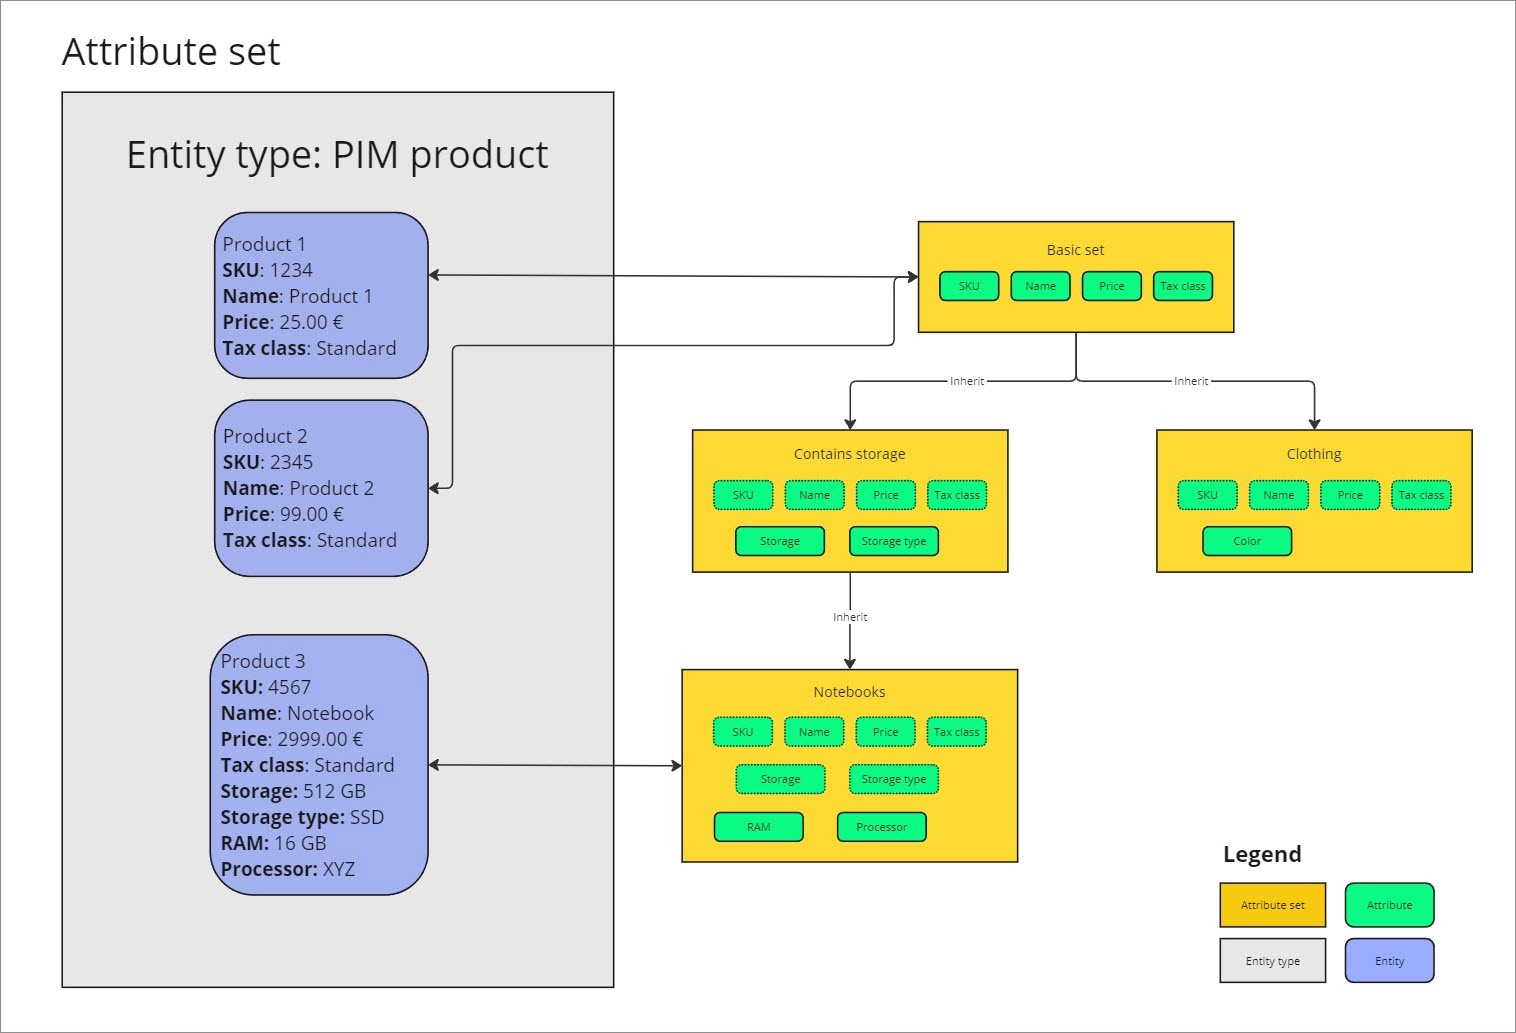 Attribute set
Entity type: PIM product
Product 1
SKU: 1234
Name: Product 1
Price: 25.00 €
Tax class: Standard
Product 2
SKU: 2345
Name: Product 2
Price: 99.00 €
Tax class: Standard
Product 3
SKU: 4567
Name: Notebook
Price: 2999.00 €
Tax class: Standard
Storage: 512 GB
Storage type: SSD
RAM: 16 GB
Processor: XYZ
Basic set
SKU Name Price Tax class
Inherit Inherit
Contains storage
SKU Name Price Tax class
Storage Storage type
Clothing
SKU Name Price Tax class
Color
Inherit
Notebooks
SKU Name Price Tax class
Storage Storage type
RAM Processor
Legend
Attribute set Attribute
Entity type Entity